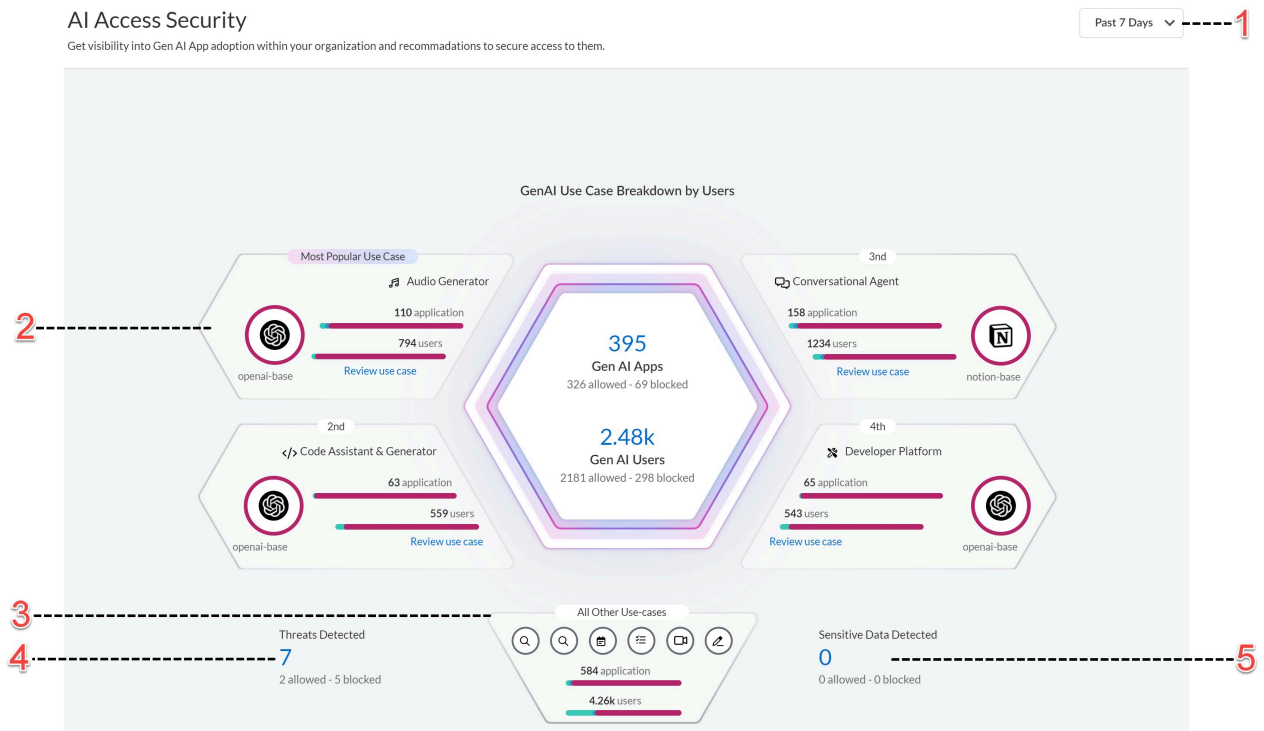 AI Access Security
Past 7 Days
1
Get visibility into Gen AI App adoption within your organization and recommadations to secure access to them.
GenAI Use Case Breakdown by Users
Most Popular Use Case
Audio Generator
110 application
794 users
Review use case
openai-base
2
3nd
Conversational Agent
158 application
1234 users
Review use case
notion-base
N
395
Gen AI Apps
326 allowed - 69 blocked
2.48k
Gen AI Users
2181 allowed - 298 blocked
2nd
</> Code Assistant & Generator
63 application
559 users
Review use case
openai-base
4th
Developer Platform
65 application
543 users
Review use case
openai-base
3
All Other Use-cases
584 application
4.26k users
Threats Detected
4
7
2 allowed - 5 blocked
Sensitive Data Detected
0
5
0 allowed - 0 blocked